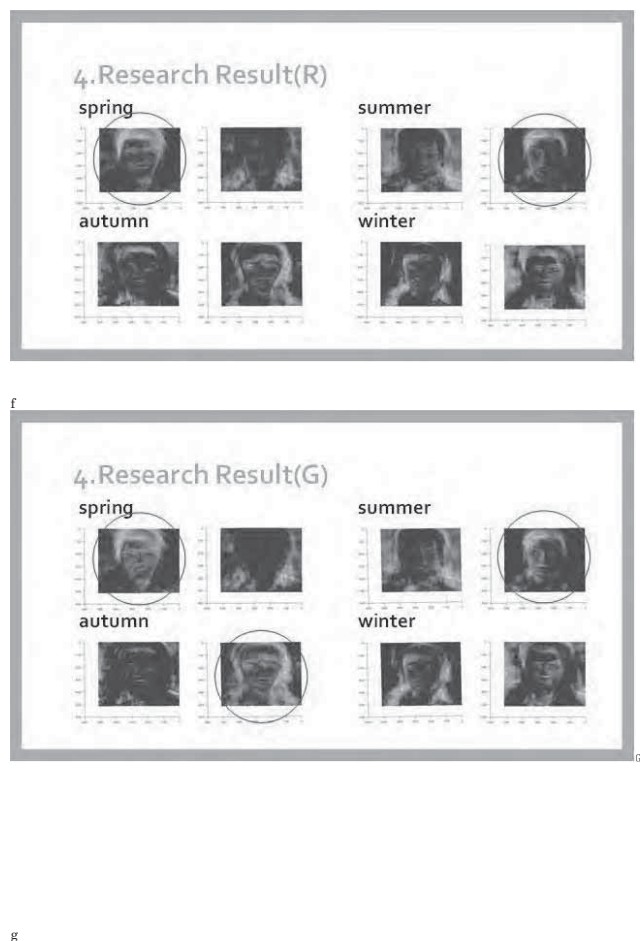 4.Research Result(R)
spring
summer
autumn
winter
f
4.Research Result(G)
spring
summer
autumn
winter
G
g